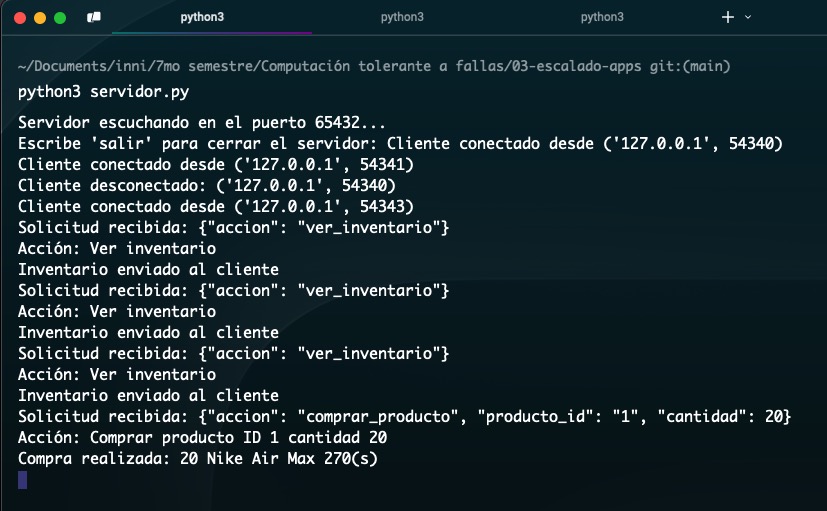 python3
python3
python3
~/Documents/inni/7mo semestre/Computación tolerante a fallas/03-escalado-apps git:(main)
python3 servidor.py
Servidor escuchando en el puerto 65432...
Escribe 'salir' para cerrar el servidor: Cliente conectado desde ('127.0.0.1', 54340)
Cliente conectado desde ('127.0.0.1', 54341)
Cliente desconectado: ('127.0.0.1', 54340)
Cliente conectado desde ('127.0.0.1', 54343)
Solicitud recibida: {"accion": "ver_inventario"}
Acción: Ver inventario
Inventario enviado al cliente
Solicitud recibida: {"accion": "ver_inventario"}
Acción: Ver inventario
Inventario enviado al cliente
Solicitud recibida: {"accion": "ver_inventario"}
Acción: Ver inventario
Inventario enviado al cliente
Solicitud recibida: {"accion": "comprar_producto", "producto_id": "1", "cantidad": 20}
Acción: Comprar producto ID 1 cantidad 20
Compra realizada: 20 Nike Air Max 270(s)